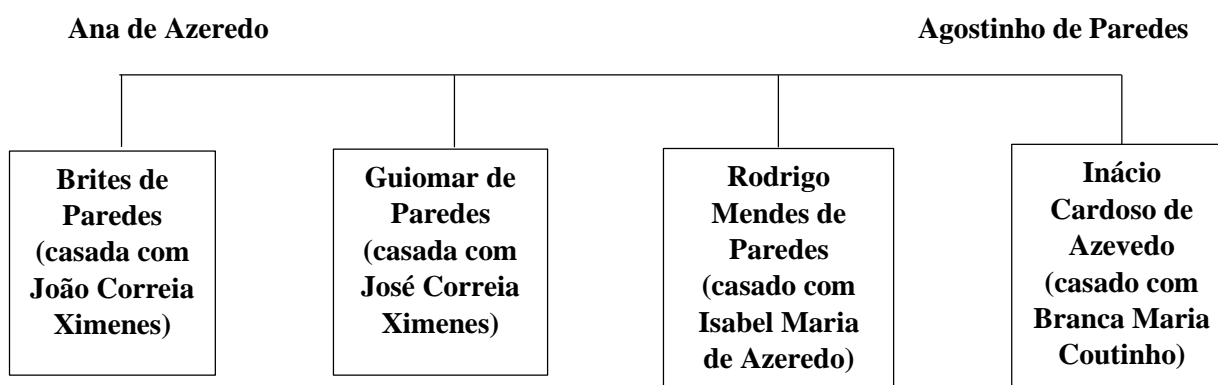 Ana de Azeredo
Agostinho de Paredes
Brites de
Paredes
(casada com
João Correia
Ximenes)
Guiomar de
Paredes
(casada com
José Correia
Ximenes)
Rodrigo
Mendes de
Paredes
(casado com
Isabel Maria
de Azeredo)
Inácio
Cardoso de
Azevedo
(casado com
Branca Maria
Coutinho)